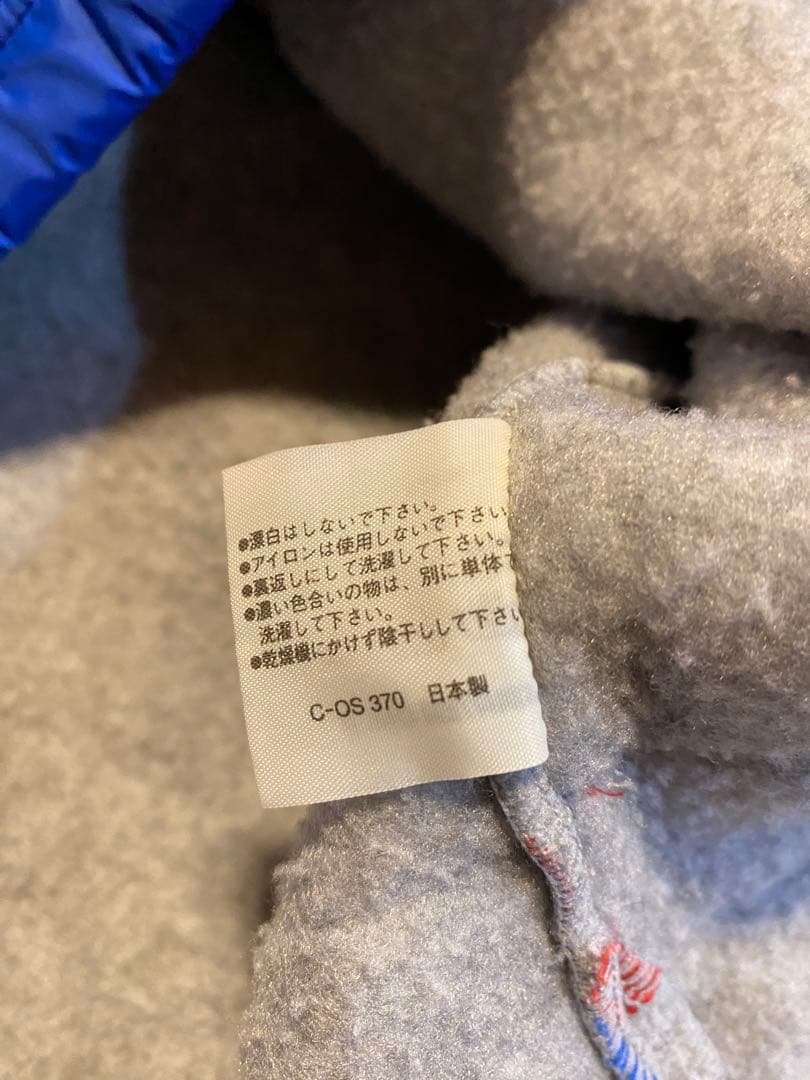 ●漂白はしないで下さい。
●アイロンは使用しないで下さい
●裏返しにして洗濯して下さい。
●濃い色合いの物は、別に単体で
洗濯して下さい。
●乾燥機にかけず陰干しして下さい
C-OS 370 日本製